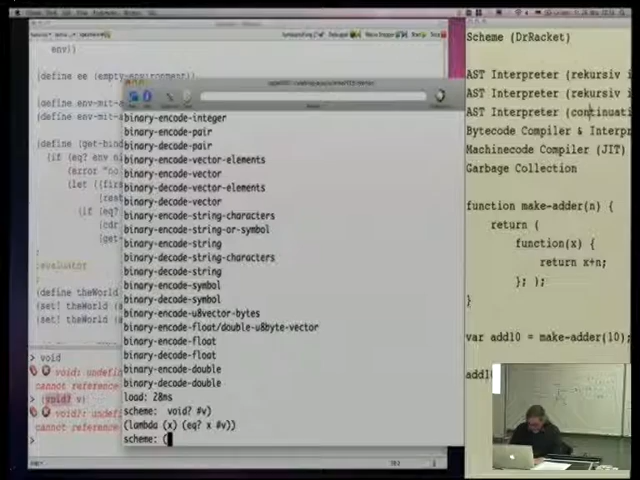 Scheme (DrRacket)
env))
(define ee (empty-environment))
(define env-mit-a
(define env-mit-a
(define (get-bind
(if (eq? env ni
(error "no
(let ((firs
(if (eq?
(cdr
(get-
;
;evaluator
(define theWorld
(set! theWorld
(set! theWorld
> void
void: undefine
cannot reference
> (void? v)
void?: undef
cannot reference
>
binary-encode-integer
binary-encode-pair
binary-decode-pair
binary-encode-vector-elements
binary-encode-vector
binary-decode-vector-elements
binary-decode-vector
binary-encode-string-characters
binary-encode-string-or-symbol
binary-encode-string
binary-decode-string-characters
binary-decode-string
binary-encode-symbol
binary-decode-symbol
binary-encode-u8vector-bytes
binary-encode-float/double-u8byte-vector
binary-encode-float
binary-decode-float
binary-encode-double
binary-decode-double
load: 28ms
scheme: void? #v)
(lambda (x) (eq? x #v))
scheme: (
AST Interpreter (rekursiv i
AST Interpreter (rekursiv i
AST Interpreter (continuati
Bytecode Compiler & Interpr
Machinecode Compiler (JIT)
Garbage Collection
function make-adder(n) {
return (
function(x) {
return x+n;
}; );
}
var add10 = make-adder(10);
add1